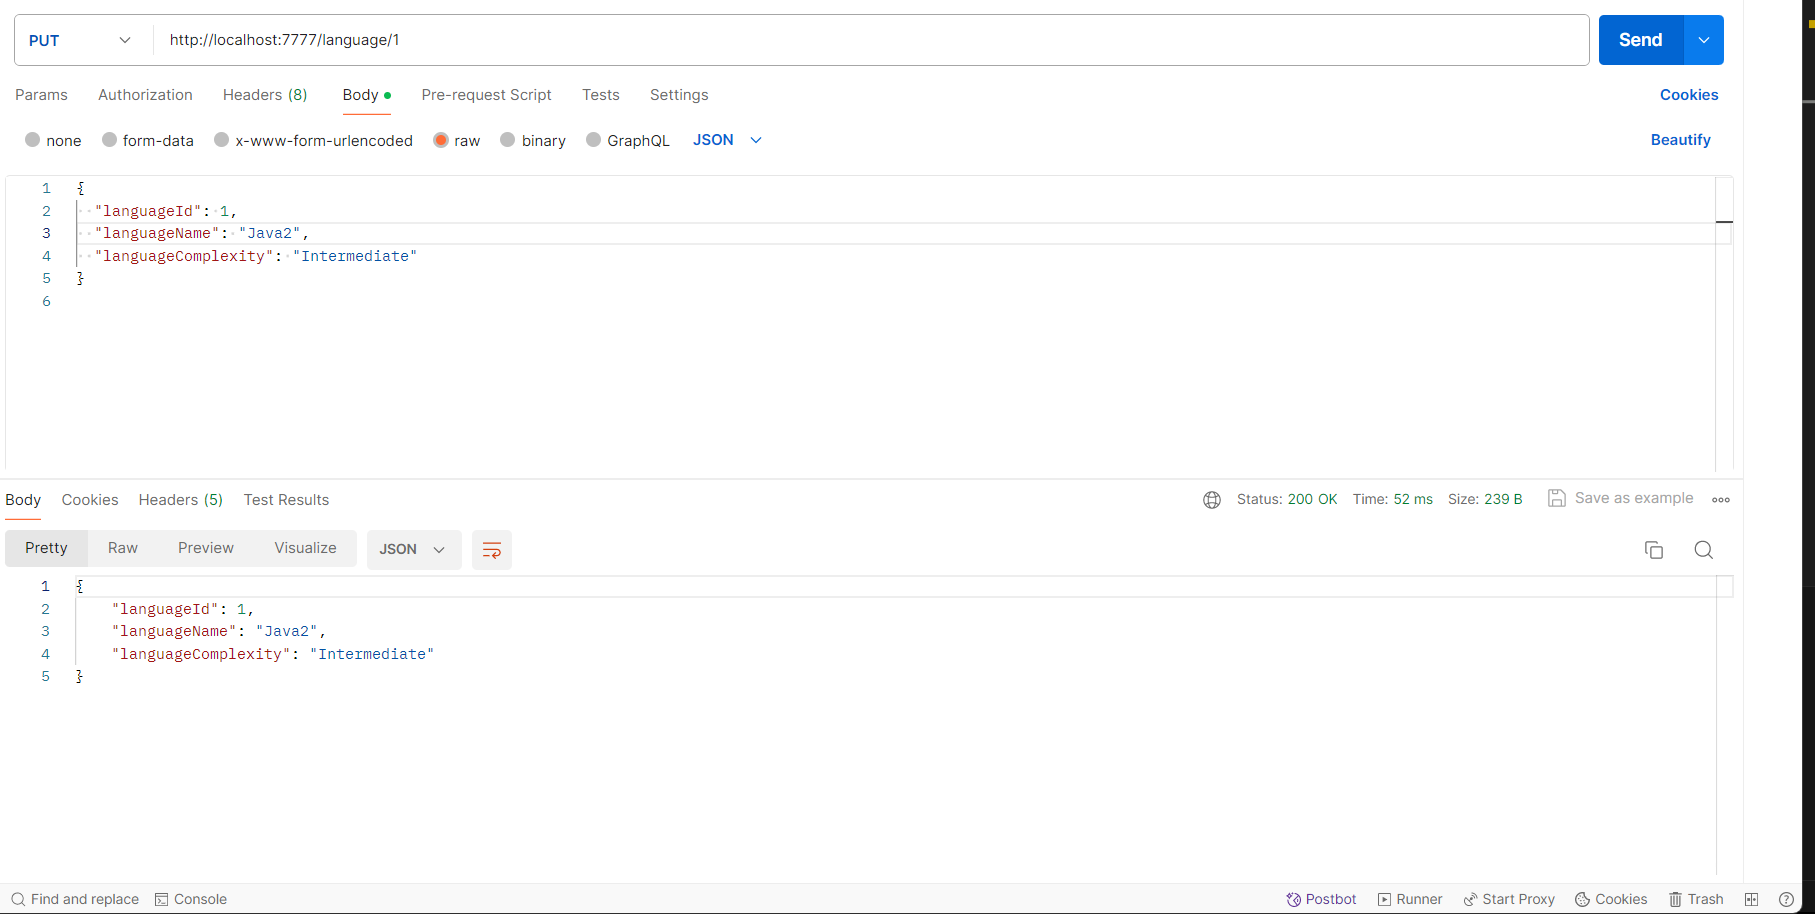 PUT http://localhost:7777/language/1 Send
Params Authorization Headers (8) Body Pre-request Script Tests Settings Cookies
none form-data x-www-form-urlencoded raw binary GraphQL JSON Beautify
1 {
2 "languageId": 1,
3 "languageName": "Java2",
4 "languageComplexity": "Intermediate"
5 }
6
Body Cookies Headers (5) Test Results Status: 200 OK Time: 52 ms Size: 239 B Save as example
Pretty Raw Preview Visualize JSON
1 {
2 "languageId": 1,
3 "languageName": "Java2",
4 "languageComplexity": "Intermediate"
5 }
Find and replace Console Postbot Runner Start Proxy Cookies Trash